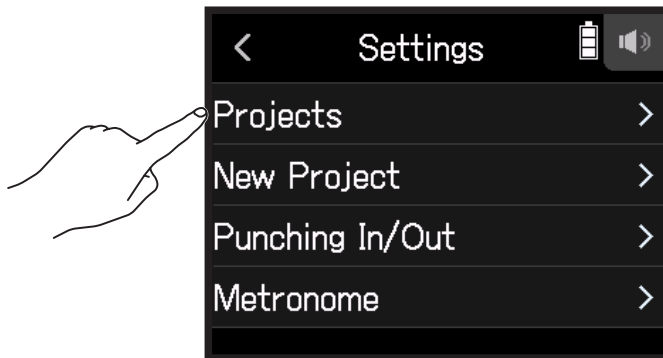 Settings
Projects
New Project
Punching In/Out
Metronome